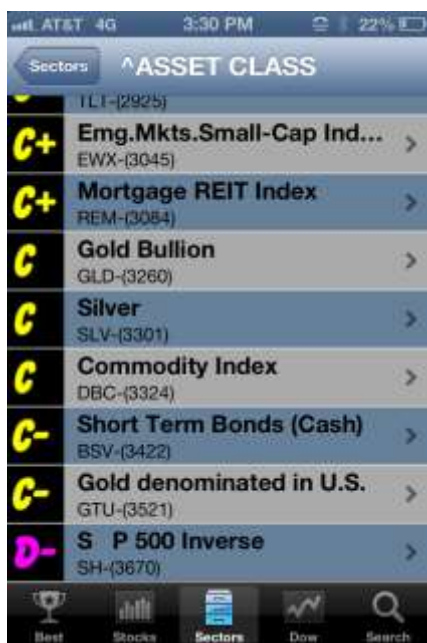 AT&T 4G 3:30 PM 22%
Sectors ^ASSET CLASS
TLT-(2925)
C+ Emg.Mkts.Small-Cap Ind...
EWX-(3045)
C+ Mortgage REIT Index
REM-(3084)
C Gold Bullion
GLD-(3260)
C Silver
SLV-(3301)
C Commodity Index
DBC-(3324)
C- Short Term Bonds (Cash)
BSV-(3422)
C- Gold denominated in U.S.
GTU-(3521)
D- S P 500 Inverse
SH-(3670)
Best Stocks Sectors Dow Search